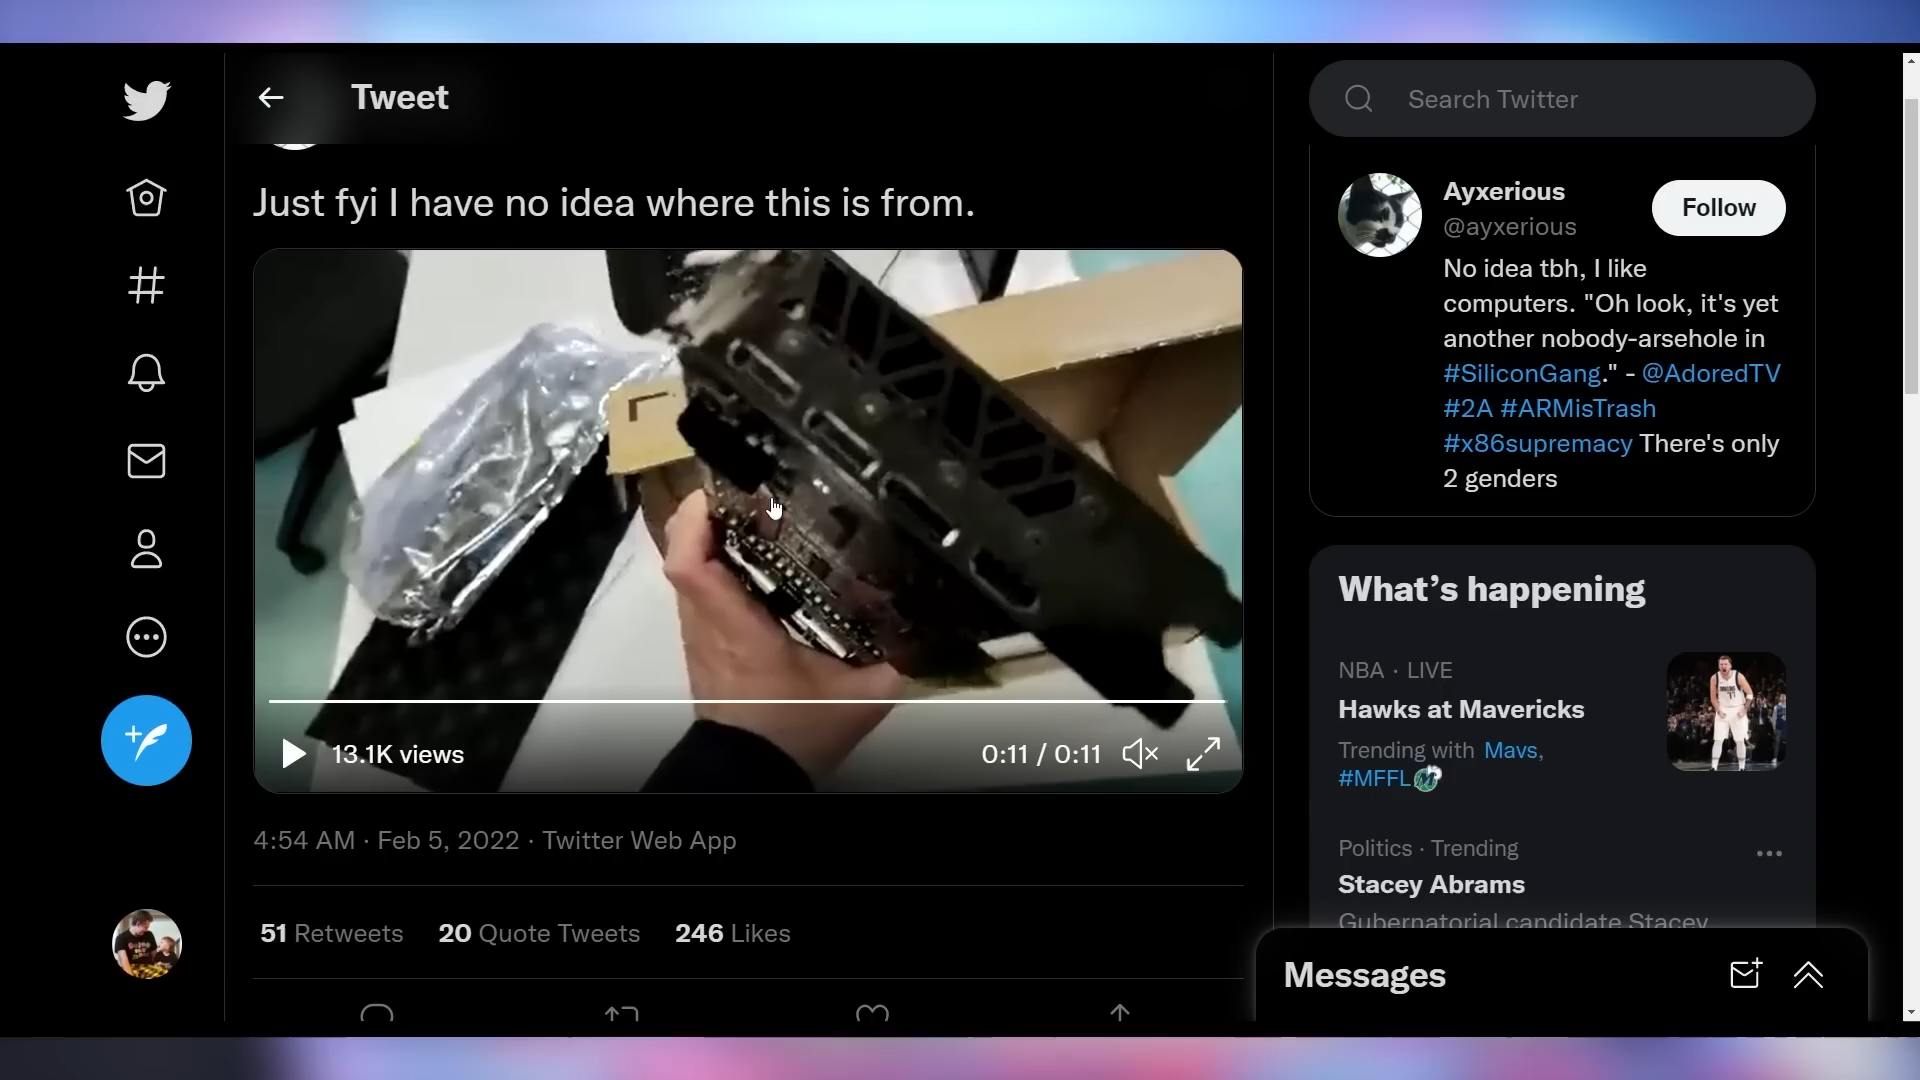 Tweet
Just fyi I have no idea where this is from.
13.1K views
0:11 / 0:11
4:54 AM · Feb 5, 2022 · Twitter Web App
51 Retweets 20 Quote Tweets 246 Likes
Search Twitter
Ayxerious
@ayxerious
Follow
No idea tbh, I like
computers. "Oh look, it's yet
another nobody-arsehole in
#SiliconGang." - @AdoredTV
#2A #ARMisTrash
#x86supremacy There's only
2 genders
What's happening
NBA · LIVE
Hawks at Mavericks
Trending with Mavs,
#MFFL
Politics · Trending
Stacey Abrams
Gubernatorial candidate Stacey
Messages